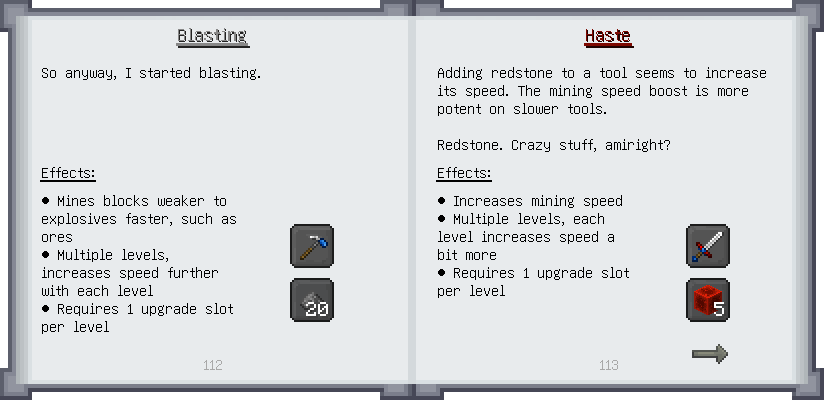 Blasting
So anyway, I started blasting.
Effects:
● Mines blocks weaker to
explosives faster, such as
ores
● Multiple levels,
increases speed further
with each level
● Requires 1 upgrade slot
per level
20
112
Haste
Adding redstone to a tool seems to increase
its speed. The mining speed boost is more
potent on slower tools.
Redstone. Crazy stuff, amiright?
Effects:
● Increases mining speed
● Multiple levels, each
level increases speed a
bit more
● Requires 1 upgrade slot
per level
5
113